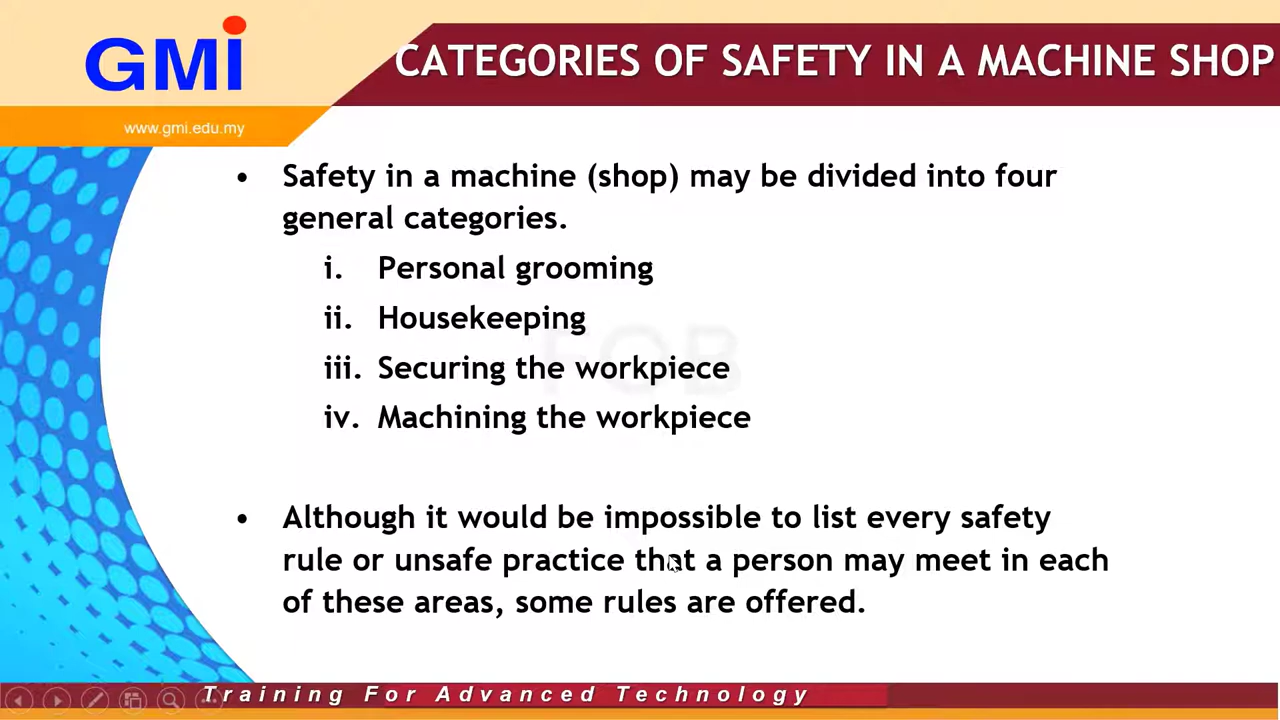 GMi
CATEGORIES OF SAFETY IN A MACHINE SHOP
www.gmi.edu.my
• Safety in a machine (shop) may be divided into four
general categories.
i. Personal grooming
ii. Housekeeping
iii. Securing the workpiece
iv. Machining the workpiece
FOB
• Although it would be impossible to list every safety
rule or unsafe practice that a person may meet in each
of these areas, some rules are offered.
Training For Advanced Technology